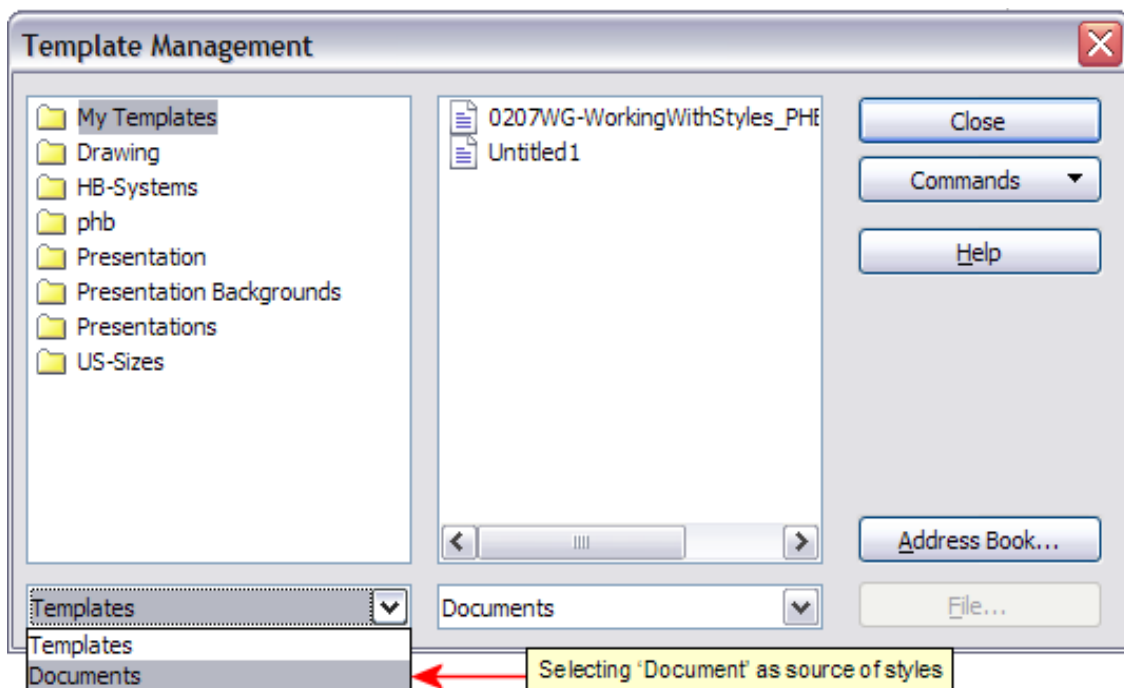 Template Management
My Templates
Drawing
HB-Systems
phb
Presentation
Presentation Backgrounds
Presentations
US-Sizes
0207WG-WorkingWithStyles_PHB
Untitled1
Close
Commands
Help
Address Book...
File...
Templates
Documents
Templates
Documents
Selecting ‘Document’ as source of styles